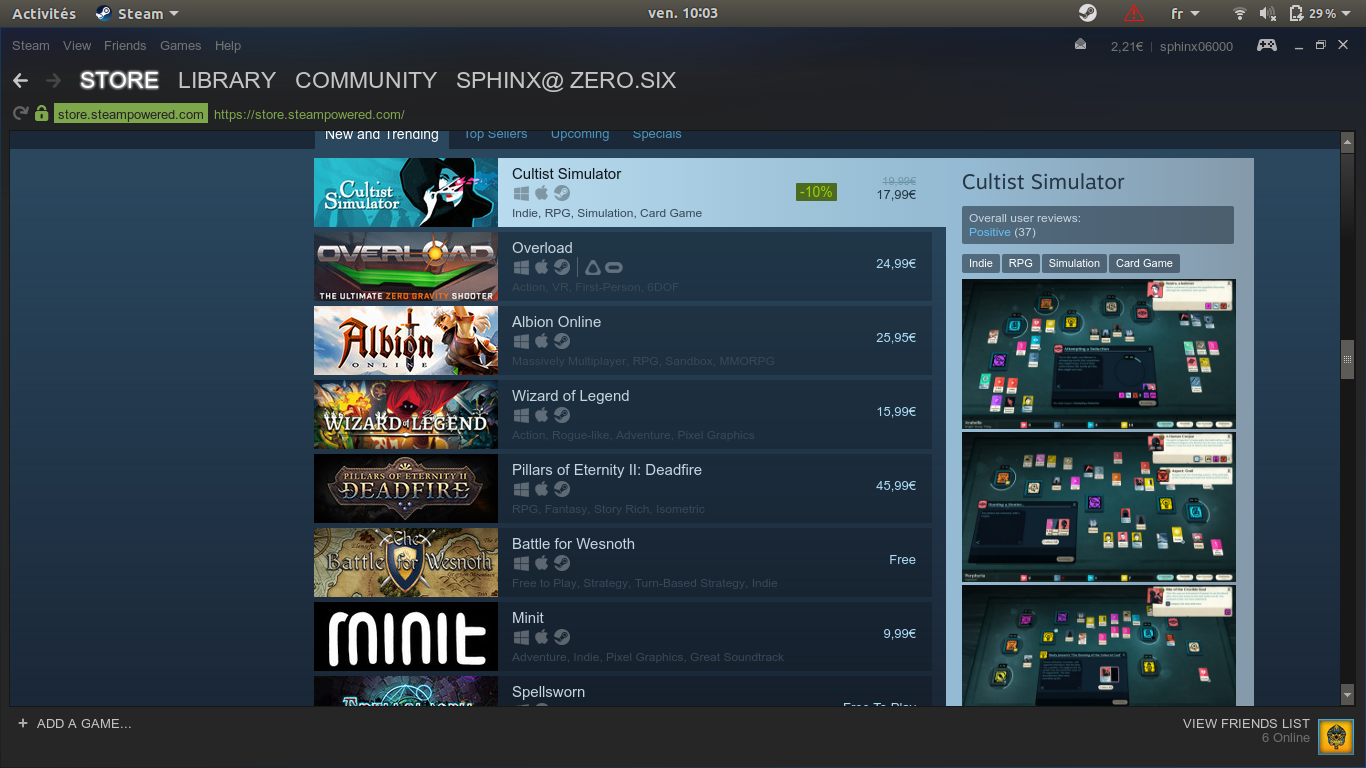 Activités Steam ven. 10:03 fr 29%
Steam View Friends Games Help 2,21€ sphinx06000
STORE LIBRARY COMMUNITY SPHINX@ ZERO.SIX
store.steampowered.com https://store.steampowered.com/
New and Trending Top Sellers Upcoming Specials
Cultist Simulator
Cultist Simulator
-10%
19,99€
17,99€
Indie, RPG, Simulation, Card Game
OVERLOAD
THE ULTIMATE ZERO GRAVITY SHOOTER
Overload
24,99€
Action, VR, First-Person, 6DOF
Albion
ONLINE
Albion Online
25,95€
Massively Multiplayer, RPG, Sandbox, MMORPG
WIZARD of LEGEND
Wizard of Legend
15,99€
Action, Rogue-like, Adventure, Pixel Graphics
PILLARS OF ETERNITY II
DEADFIRE
Pillars of Eternity II: Deadfire
45,99€
RPG, Fantasy, Story Rich, Isometric
The
Battle for Wesnoth
Battle for Wesnoth
Free
Free to Play, Strategy, Turn-Based Strategy, Indie
minit
Minit
9,99€
Adventure, Indie, Pixel Graphics, Great Soundtrack
Spellsworn
Free To Play
Cultist Simulator
Overall user reviews:
Positive (37)
Indie RPG Simulation Card Game
Attempting a Seduction
+ ADD A GAME...
VIEW FRIENDS LIST
6 Online